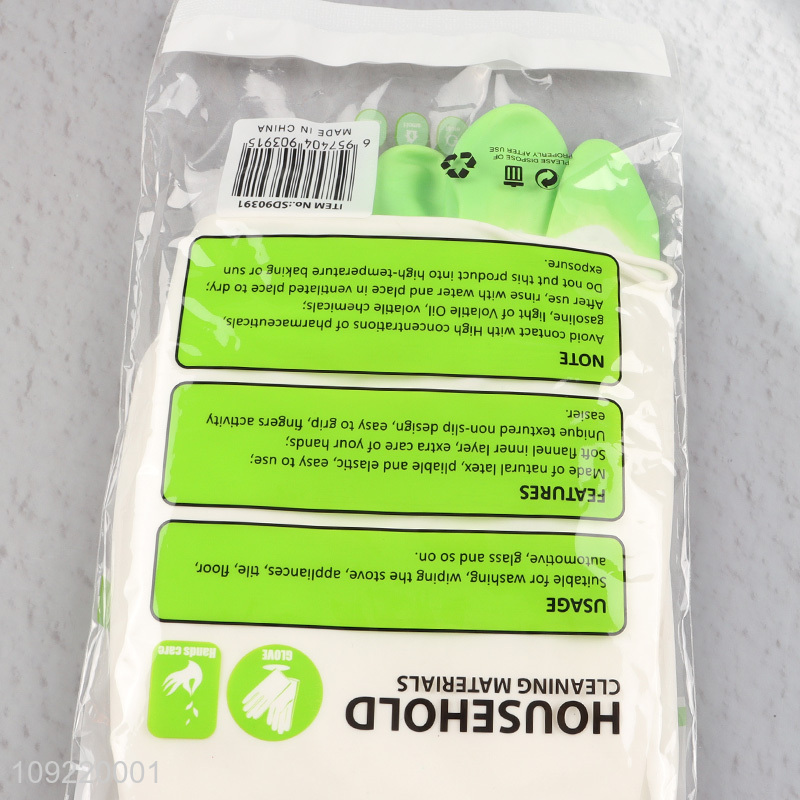 HOUSEHOLD
CLEANING MATERIALS
GLOVE
Hands care
USAGE
Suitable for washing, wiping the stove, appliances, tile, floor,
automotive, glass and so on.
FEATURES
Made of natural latex, pliable and elastic, easy to use;
Soft flannel inner layer, extra care of your hands;
Unique textured non-slip design, easy to grip, fingers activity
easier.
NOTE
Avoid contact with High concentrations of pharmaceuticals,
gasoline, light of Volatile Oil, volatile chemicals;
After use, rinse with water and place in ventilated place to dry;
Do not put this product into high-temperature baking or sun
exposure.
ITEM No.:SD90391
6 957404 903915
MADE IN CHINA
PLEASE DISPOSE OF
PROPERLY AFTER USE
109220001